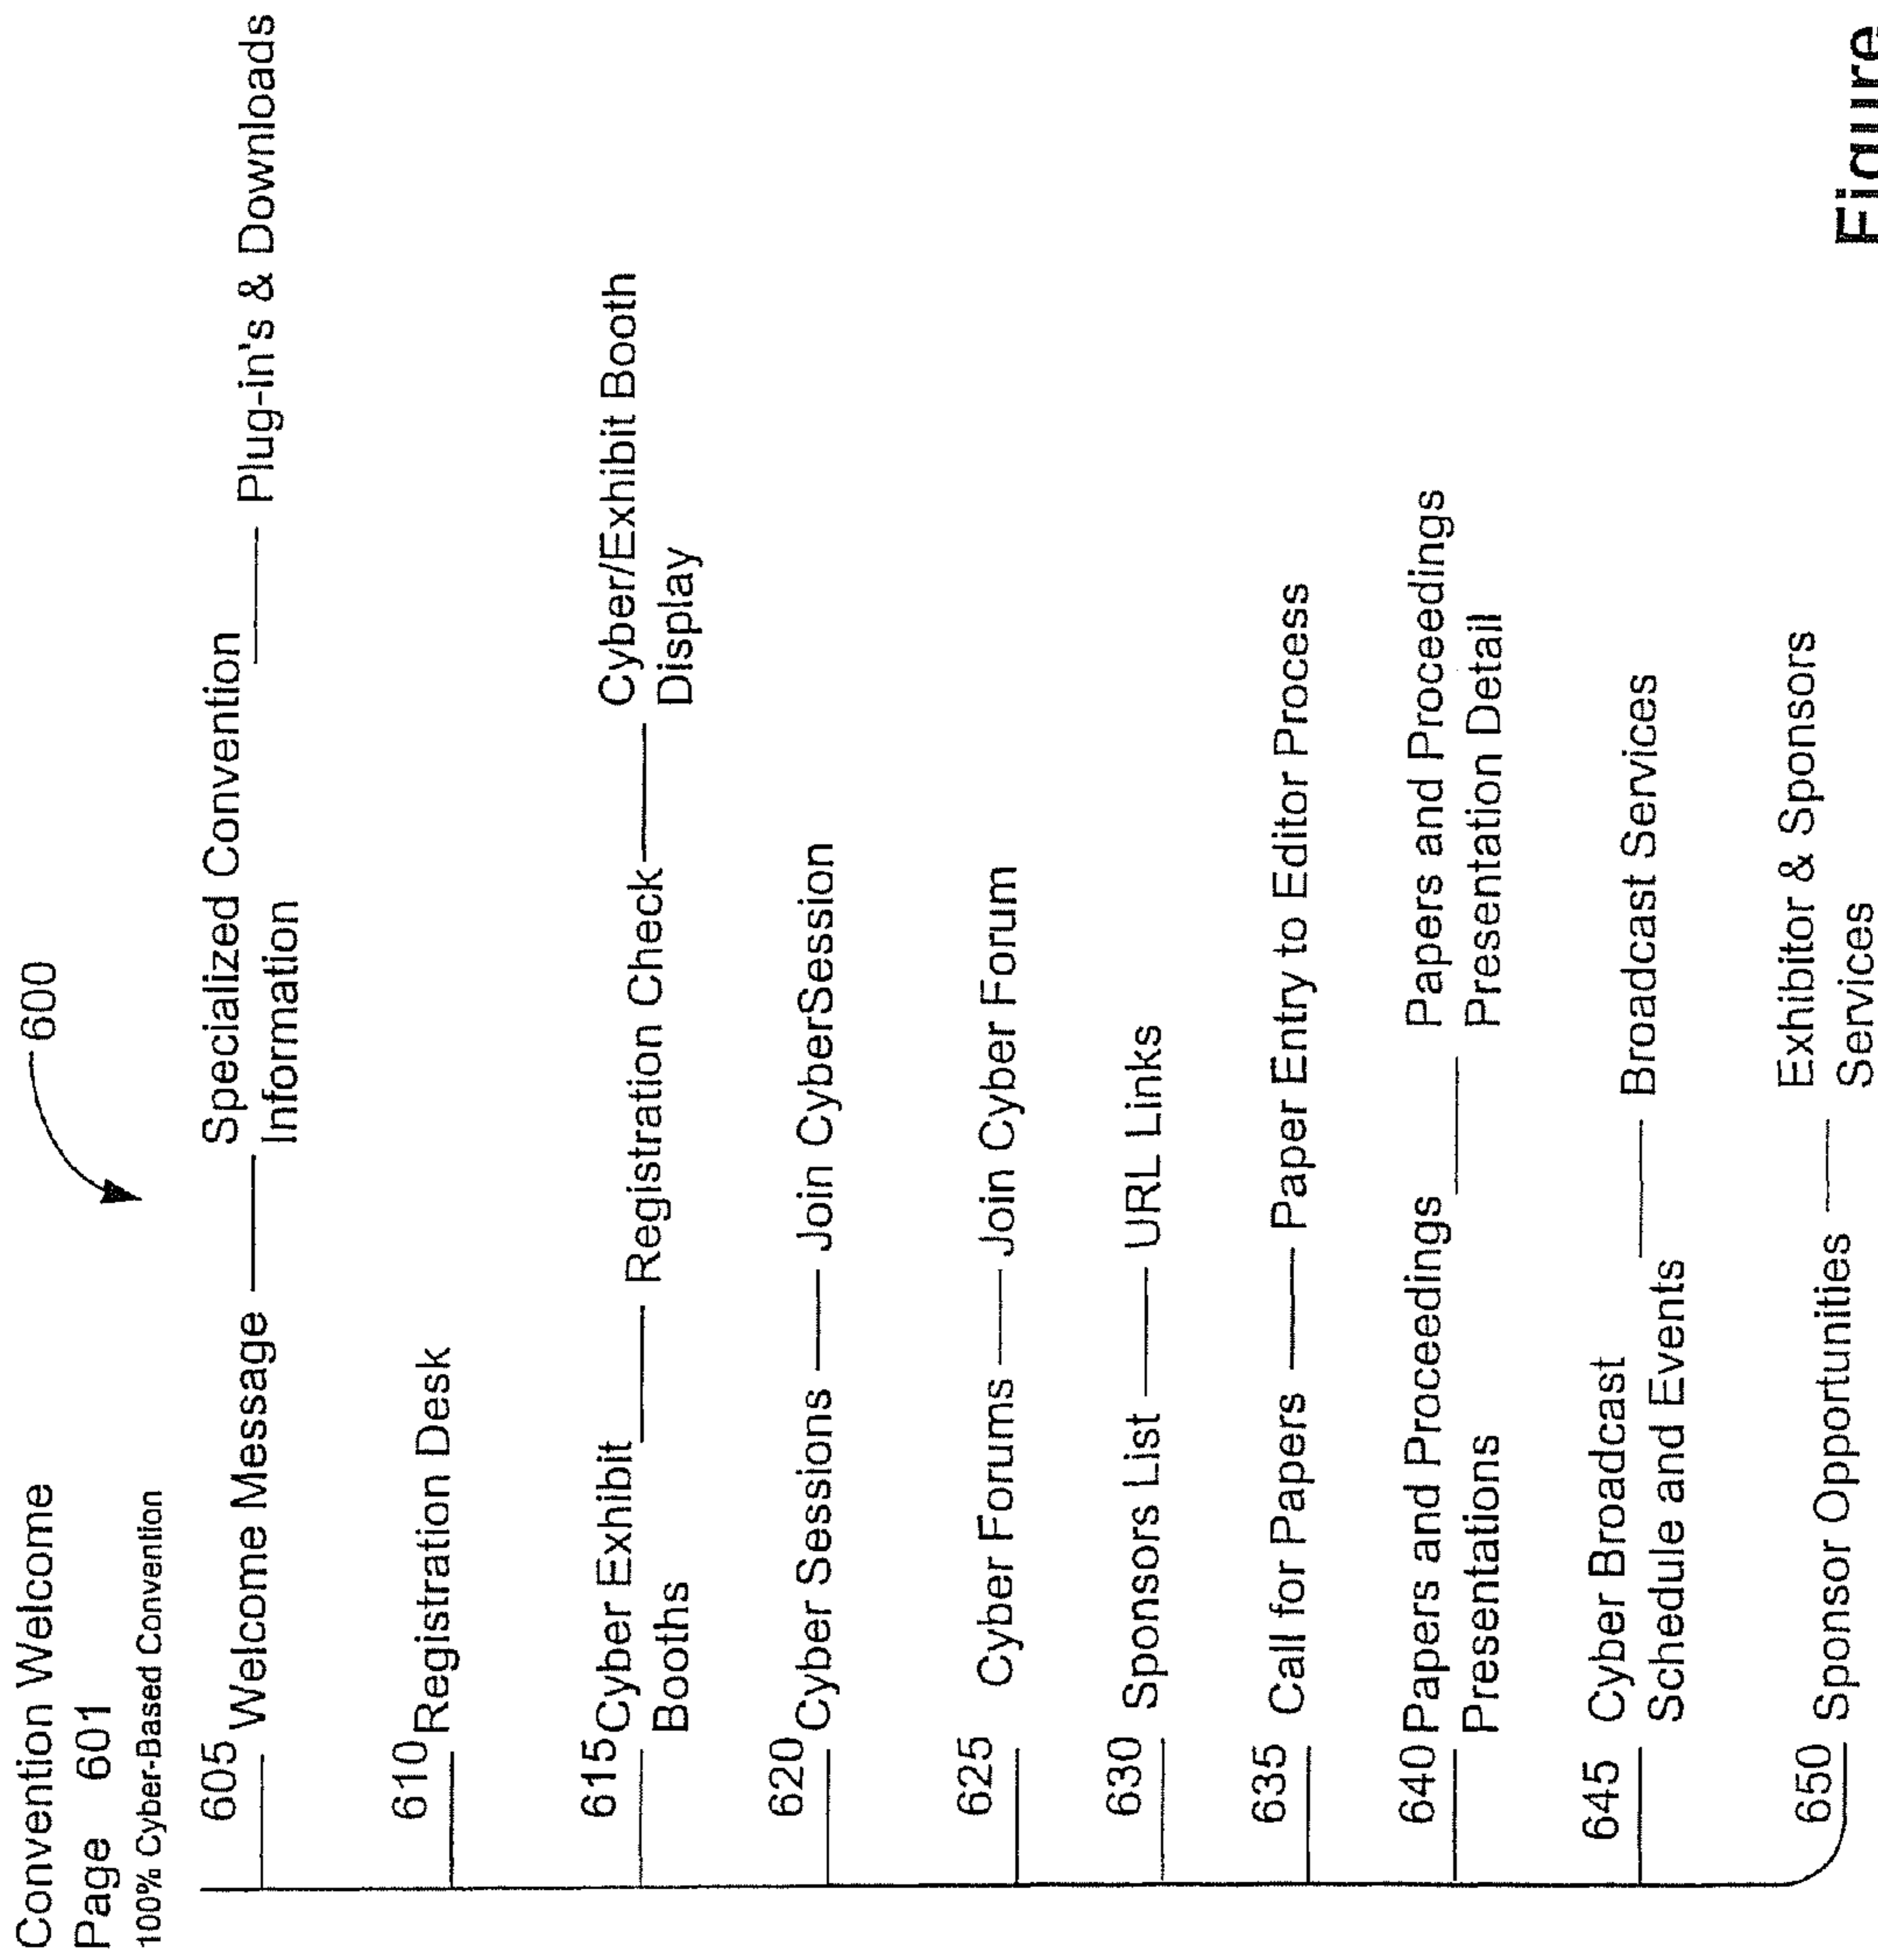 Convention Welcome
Page 601
100% Cyber-Based Convention
600
605 Welcome Message
Specialized Convention
Information
Plug-in's & Downloads
610 Registration Desk
615 Cyber Exhibit
Booths
Registration Check
Cyber/Exhibit Booth
Display
620 Cyber Sessions
Join CyberSession
625 Cyber Forums
Join Cyber Forum
630 Sponsors List
URL Links
635 Call for Papers
Paper Entry to Editor Process
640 Papers and Proceedings
Presentations
Papers and Proceedings
Presentation Detail
645 Cyber Broadcast
Schedule and Events
Broadcast Services
650 Sponsor Opportunities
Exhibitor & Sponsors
Services
Figure